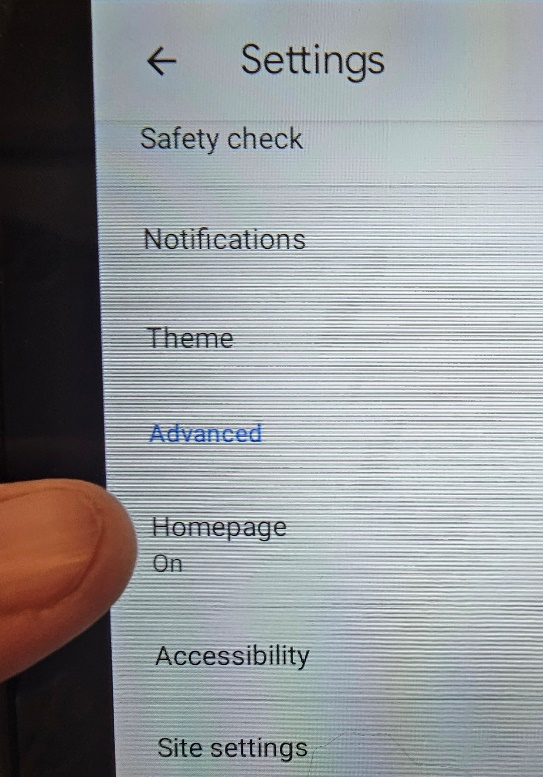 Settings
Safety check
Notifications
Theme
Advanced
Homepage
On
Accessibility
Site settings